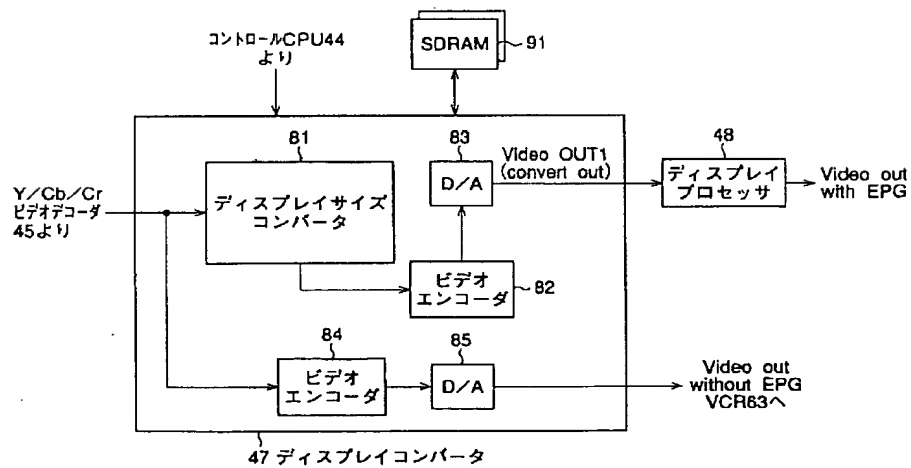 コントロールCPU44
より
SDRAM
91
81
83
48
Y/Cb/Cr
ビデオデコーダ
45より
ディスプレイサイズ
コンバータ
D/A
Video OUT1
(convert out)
ディスプレイ
プロセッサ
Video out
with EPG
ビデオ
エンコーダ
82
84
85
ビデオ
エンコーダ
D/A
Video out
without EPG
VCR63へ
47 ディスプレイコンバータ